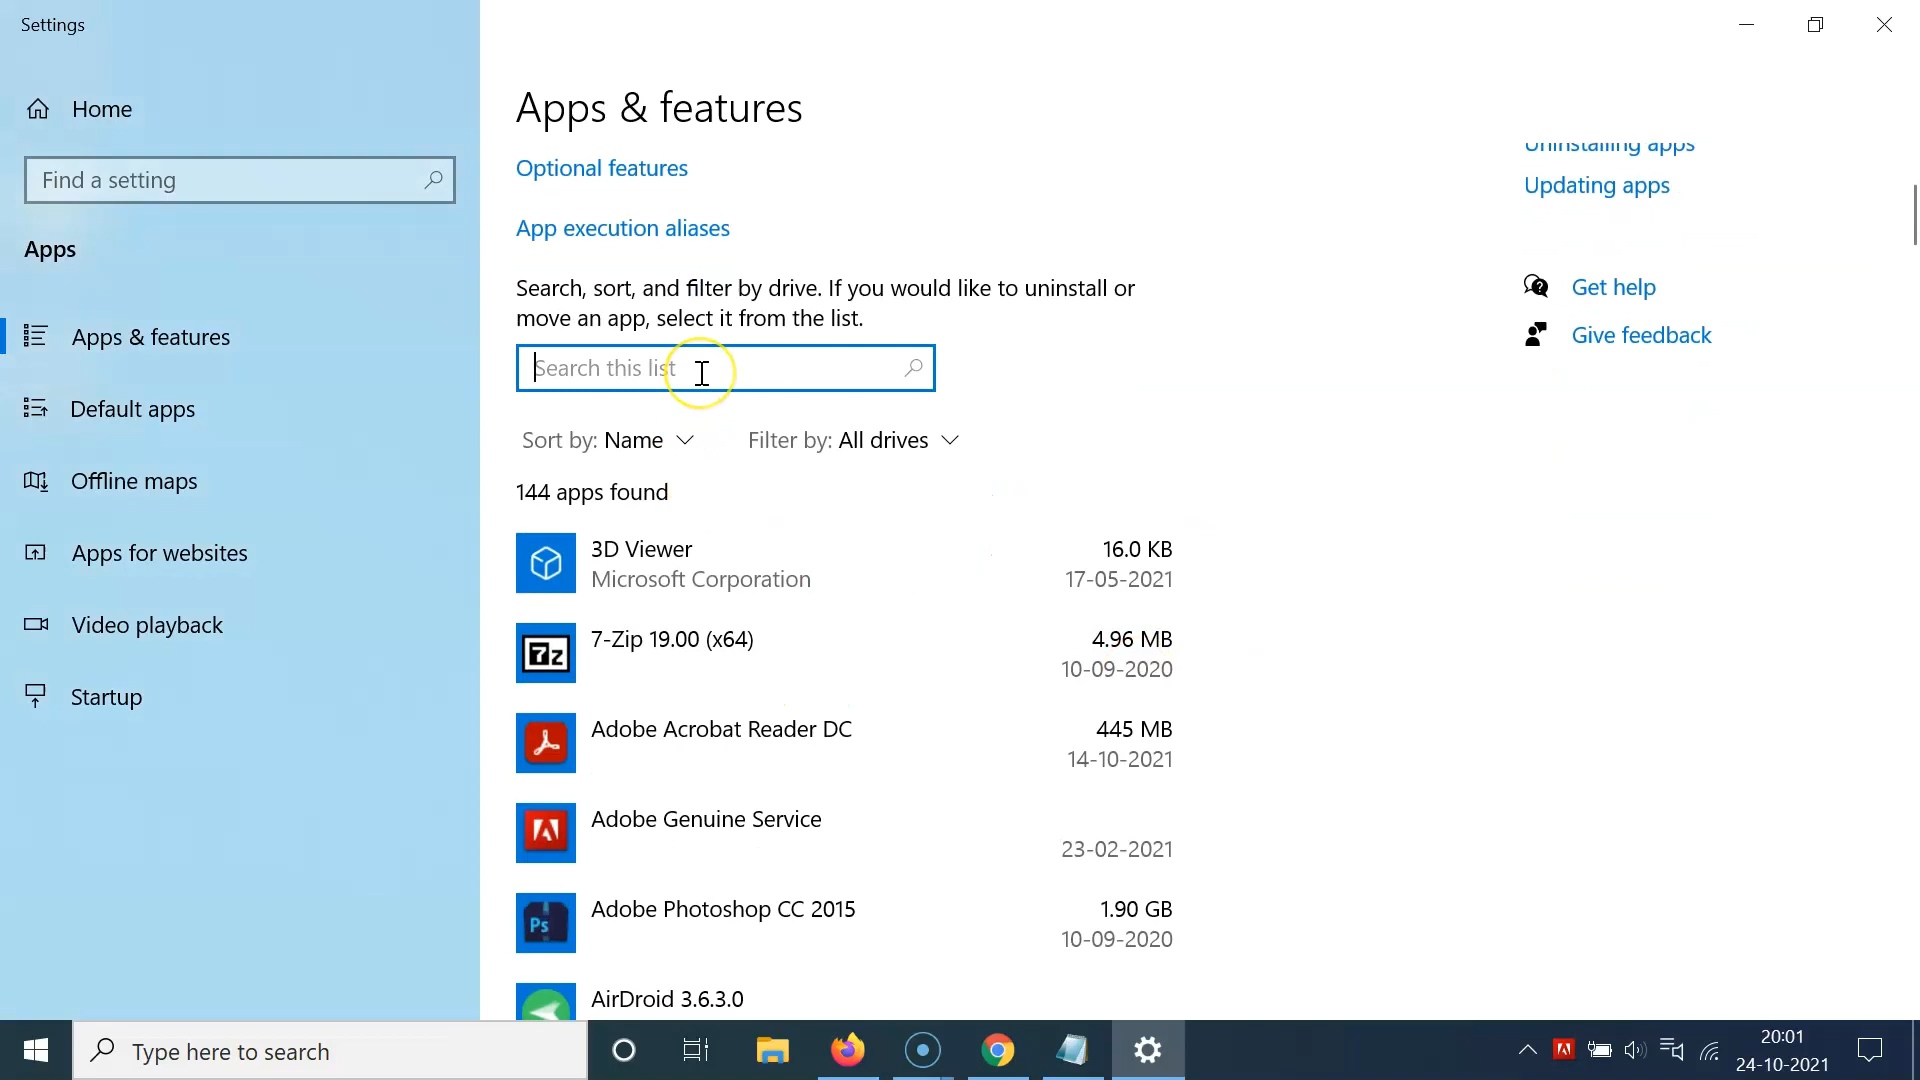 Settings
Home
Find a setting
Apps
Apps & features
Default apps
Offline maps
Apps for websites
Video playback
Startup
Apps & features
Optional features
App execution aliases
Search, sort, and filter by drive. If you would like to uninstall or
move an app, select it from the list.
Search this list
Sort by: Name
Filter by: All drives
144 apps found
3D Viewer
16.0 KB
Microsoft Corporation
17-05-2021
7z
7-Zip 19.00 (x64)
4.96 MB
10-09-2020
Adobe Acrobat Reader DC
445 MB
14-10-2021
Adobe Genuine Service
23-02-2021
Ps
Adobe Photoshop CC 2015
1.90 GB
10-09-2020
AirDroid 3.6.3.0
Uninstalling apps
Updating apps
Get help
Give feedback
Type here to search
20:01
24-10-2021